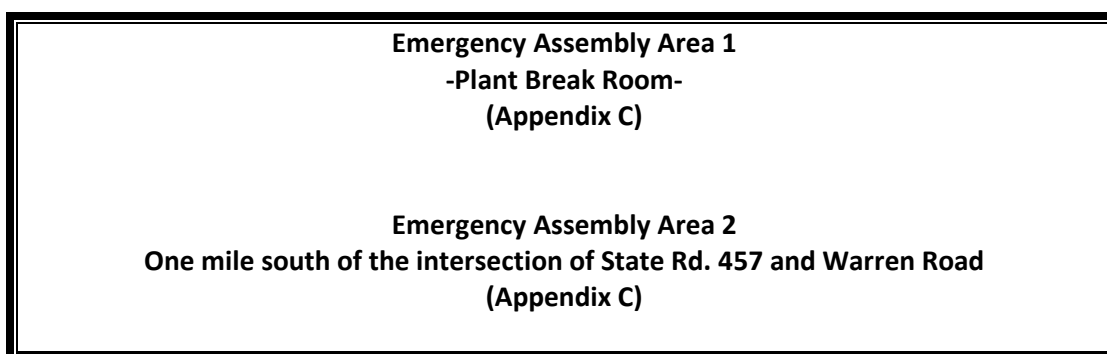 Emergency Assembly Area 1
-Plant Break Room-
(Appendix C)
Emergency Assembly Area 2
One mile south of the intersection of State Rd. 457 and Warren Road
(Appendix C)